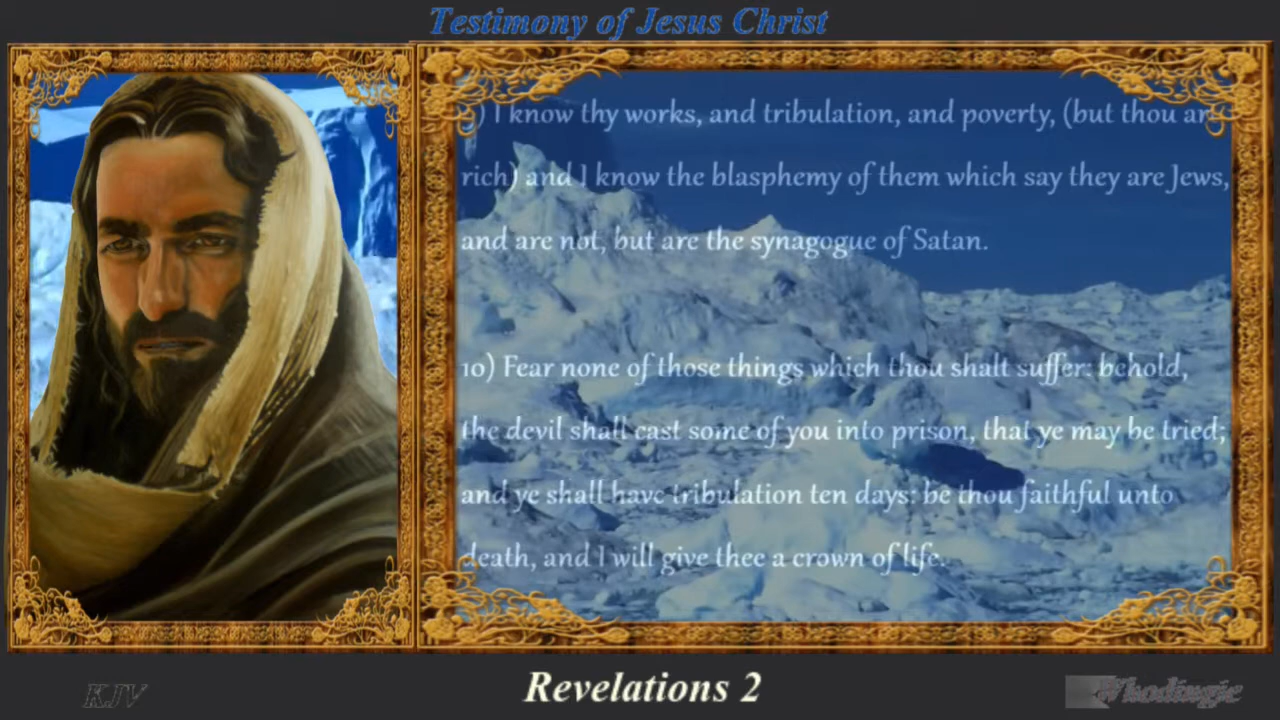 Testimony of Jesus Christ
9) I know thy works, and tribulation, and poverty, (but thou art
rich) and I know the blasphemy of them which say they are Jews,
and are not, but are the synagogue of Satan.
10) Fear none of those things which thou shalt suffer: behold,
the devil shall cast some of you into prison, that ye may be tried;
and ye shall have tribulation ten days: be thou faithful unto
death, and I will give thee a crown of life.
Revelations 2
KJV